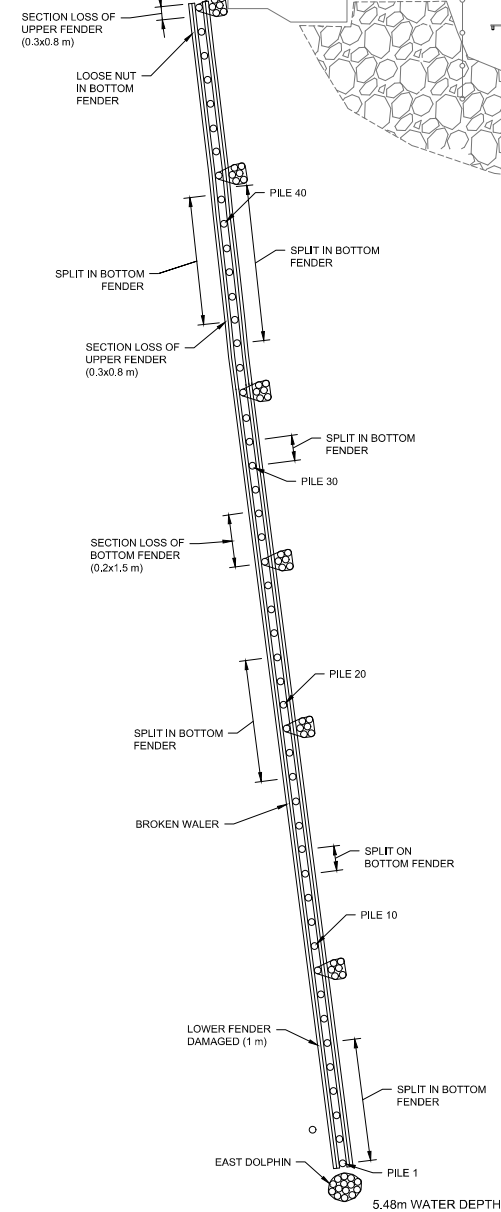 SECTION LOSS OF
UPPER FENDER
(0.3x0.8 m)
LOOSE NUT
IN BOTTOM
FENDER
PILE 40
SPLIT IN BOTTOM
FENDER
SPLIT IN BOTTOM
FENDER
SECTION LOSS OF
UPPER FENDER
(0.3x0.8 m)
SPLIT IN BOTTOM
FENDER
PILE 30
SECTION LOSS OF
BOTTOM FENDER
(0.2x1.5 m)
PILE 20
SPLIT IN BOTTOM
FENDER
BROKEN WALER
SPLIT ON
BOTTOM FENDER
PILE 10
LOWER FENDER
DAMAGED (1 m)
SPLIT IN BOTTOM
FENDER
EAST DOLPHIN
PILE 1
5.48m WATER DEPTH